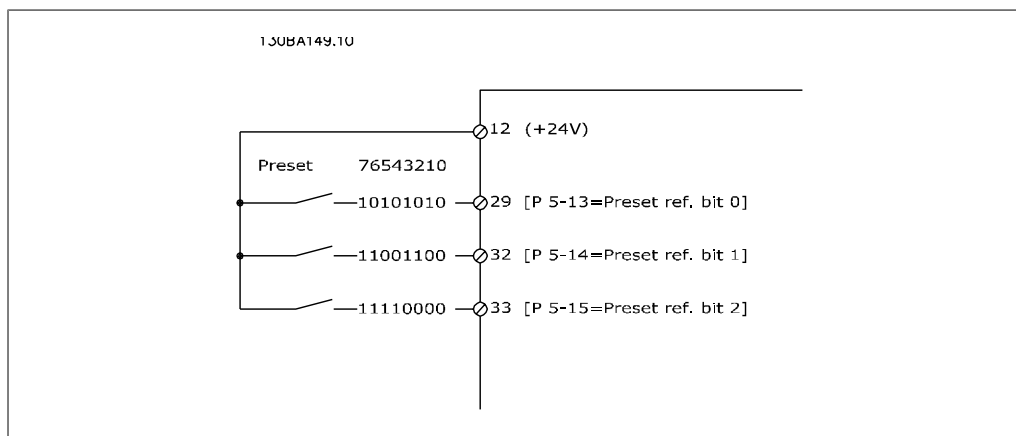 130BA149.10
12 (+24V)
Preset 76543210
10101010 29 [P 5-13=Preset ref. bit 0]
11001100 32 [P 5-14=Preset ref. bit 1]
11110000 33 [P 5-15=Preset ref. bit 2]